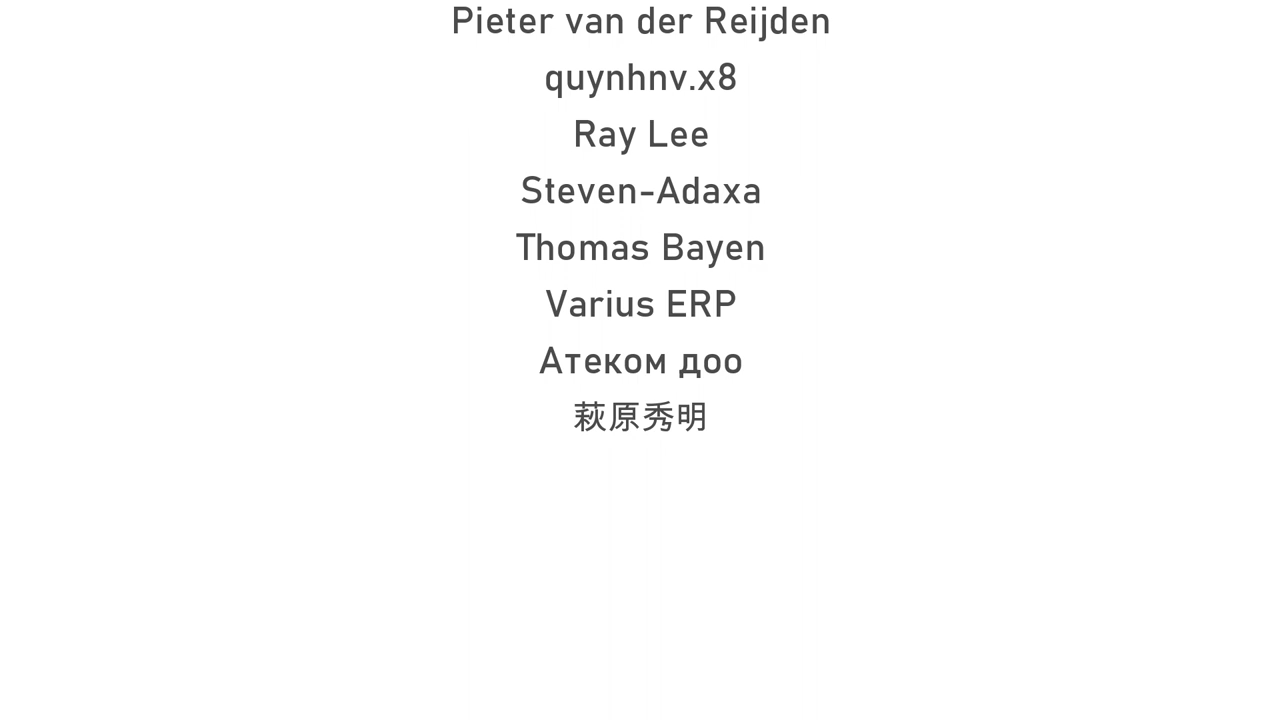 Pieter van der Reijden
quynhnv.x8
Ray Lee
Steven-Adaxa
Thomas Bayen
Varius ERP
Атеком доо
萩原秀明